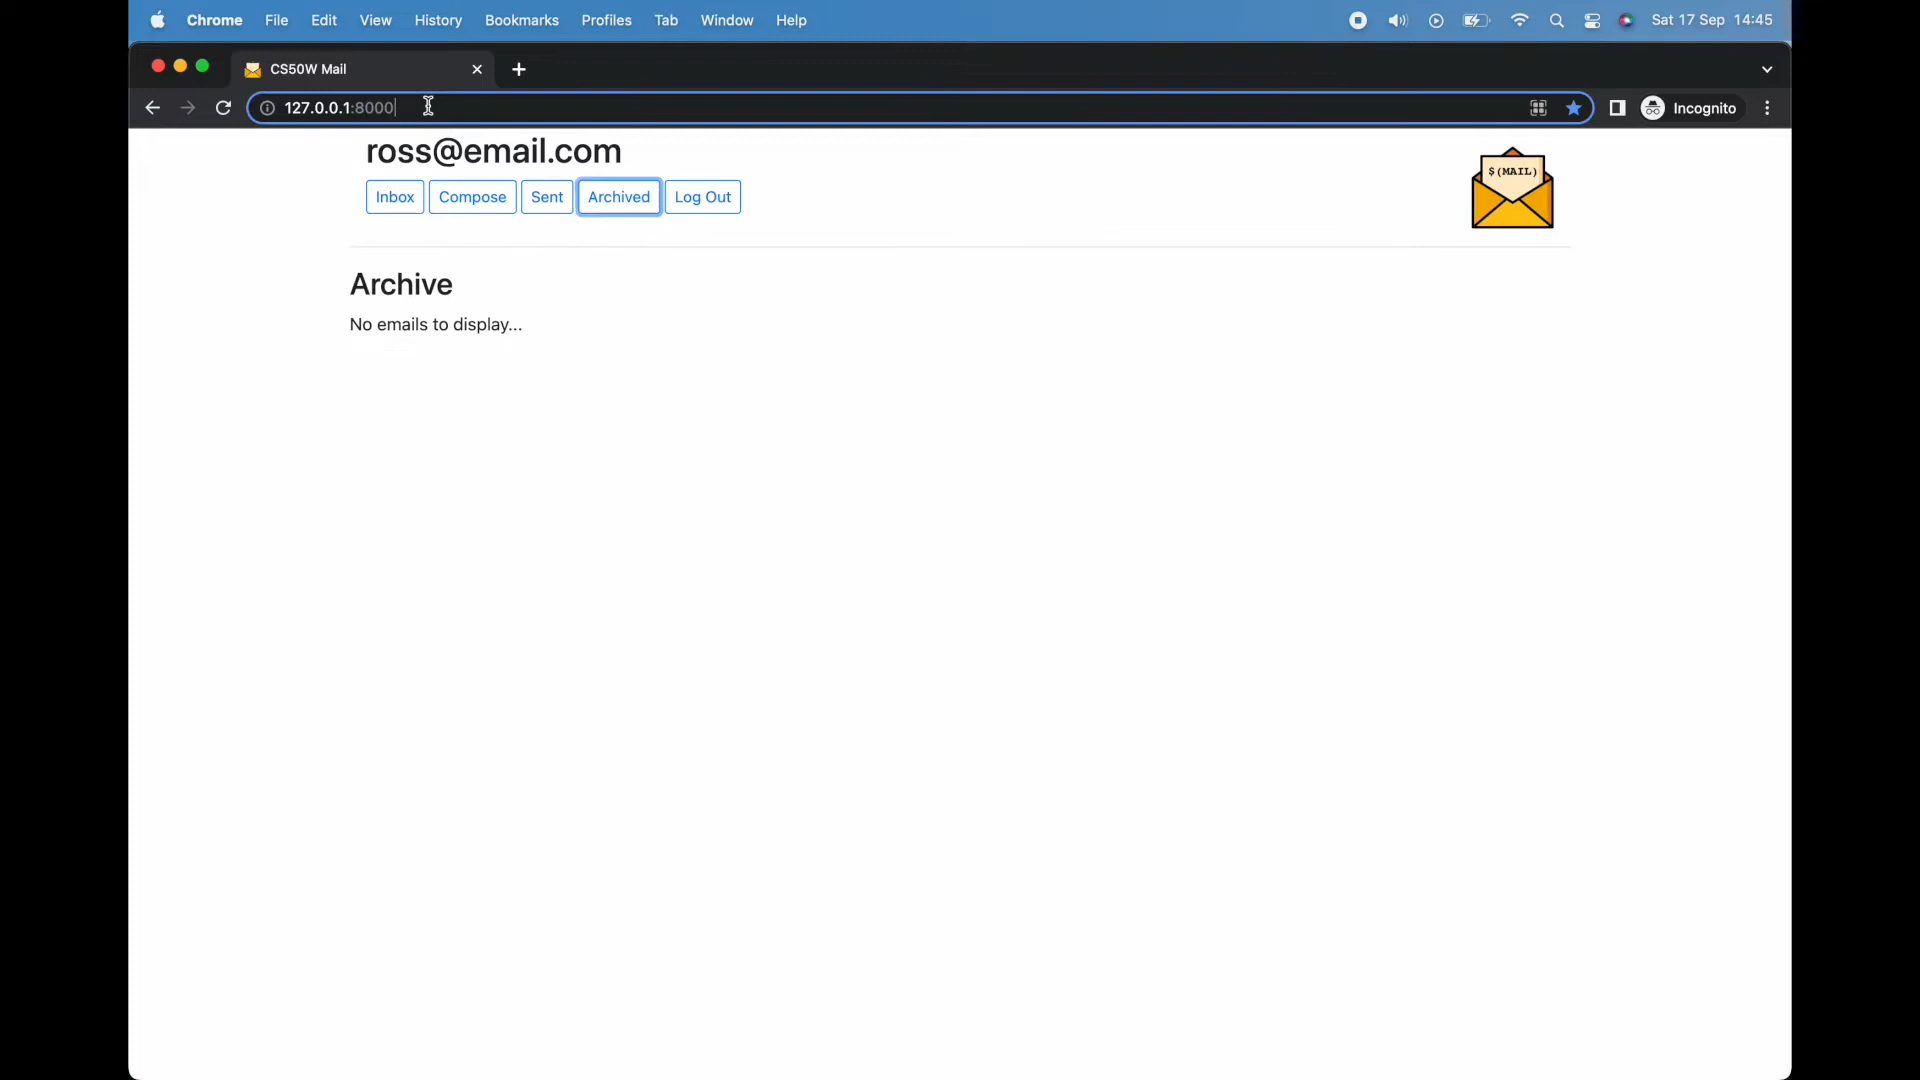 Chrome File Edit View History Bookmarks Profiles Tab Window Help Sat 17 Sep 14:45
CS50W Mail
127.0.0.1:8000 Incognito
ross@email.com
$(MAIL)
Inbox Compose Sent Archived Log Out
Archive
No emails to display...